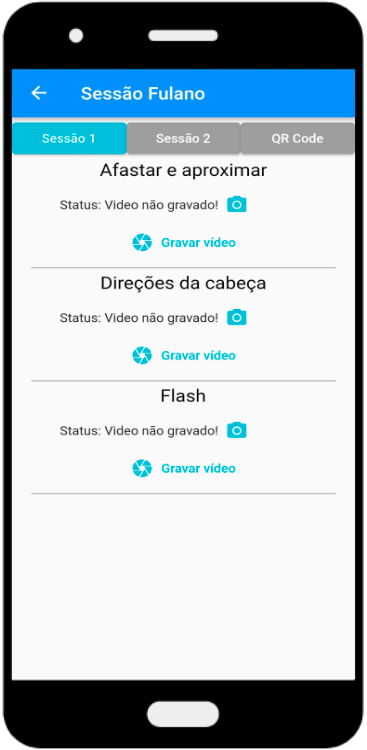 Sessão Fulano
Sessão 1 Sessão 2 QR Code
Afastar e aproximar
Status: Video não gravado!
Gravar vídeo
Direções da cabeça
Status: Video não gravado!
Gravar vídeo
Flash
Status: Video não gravado!
Gravar vídeo